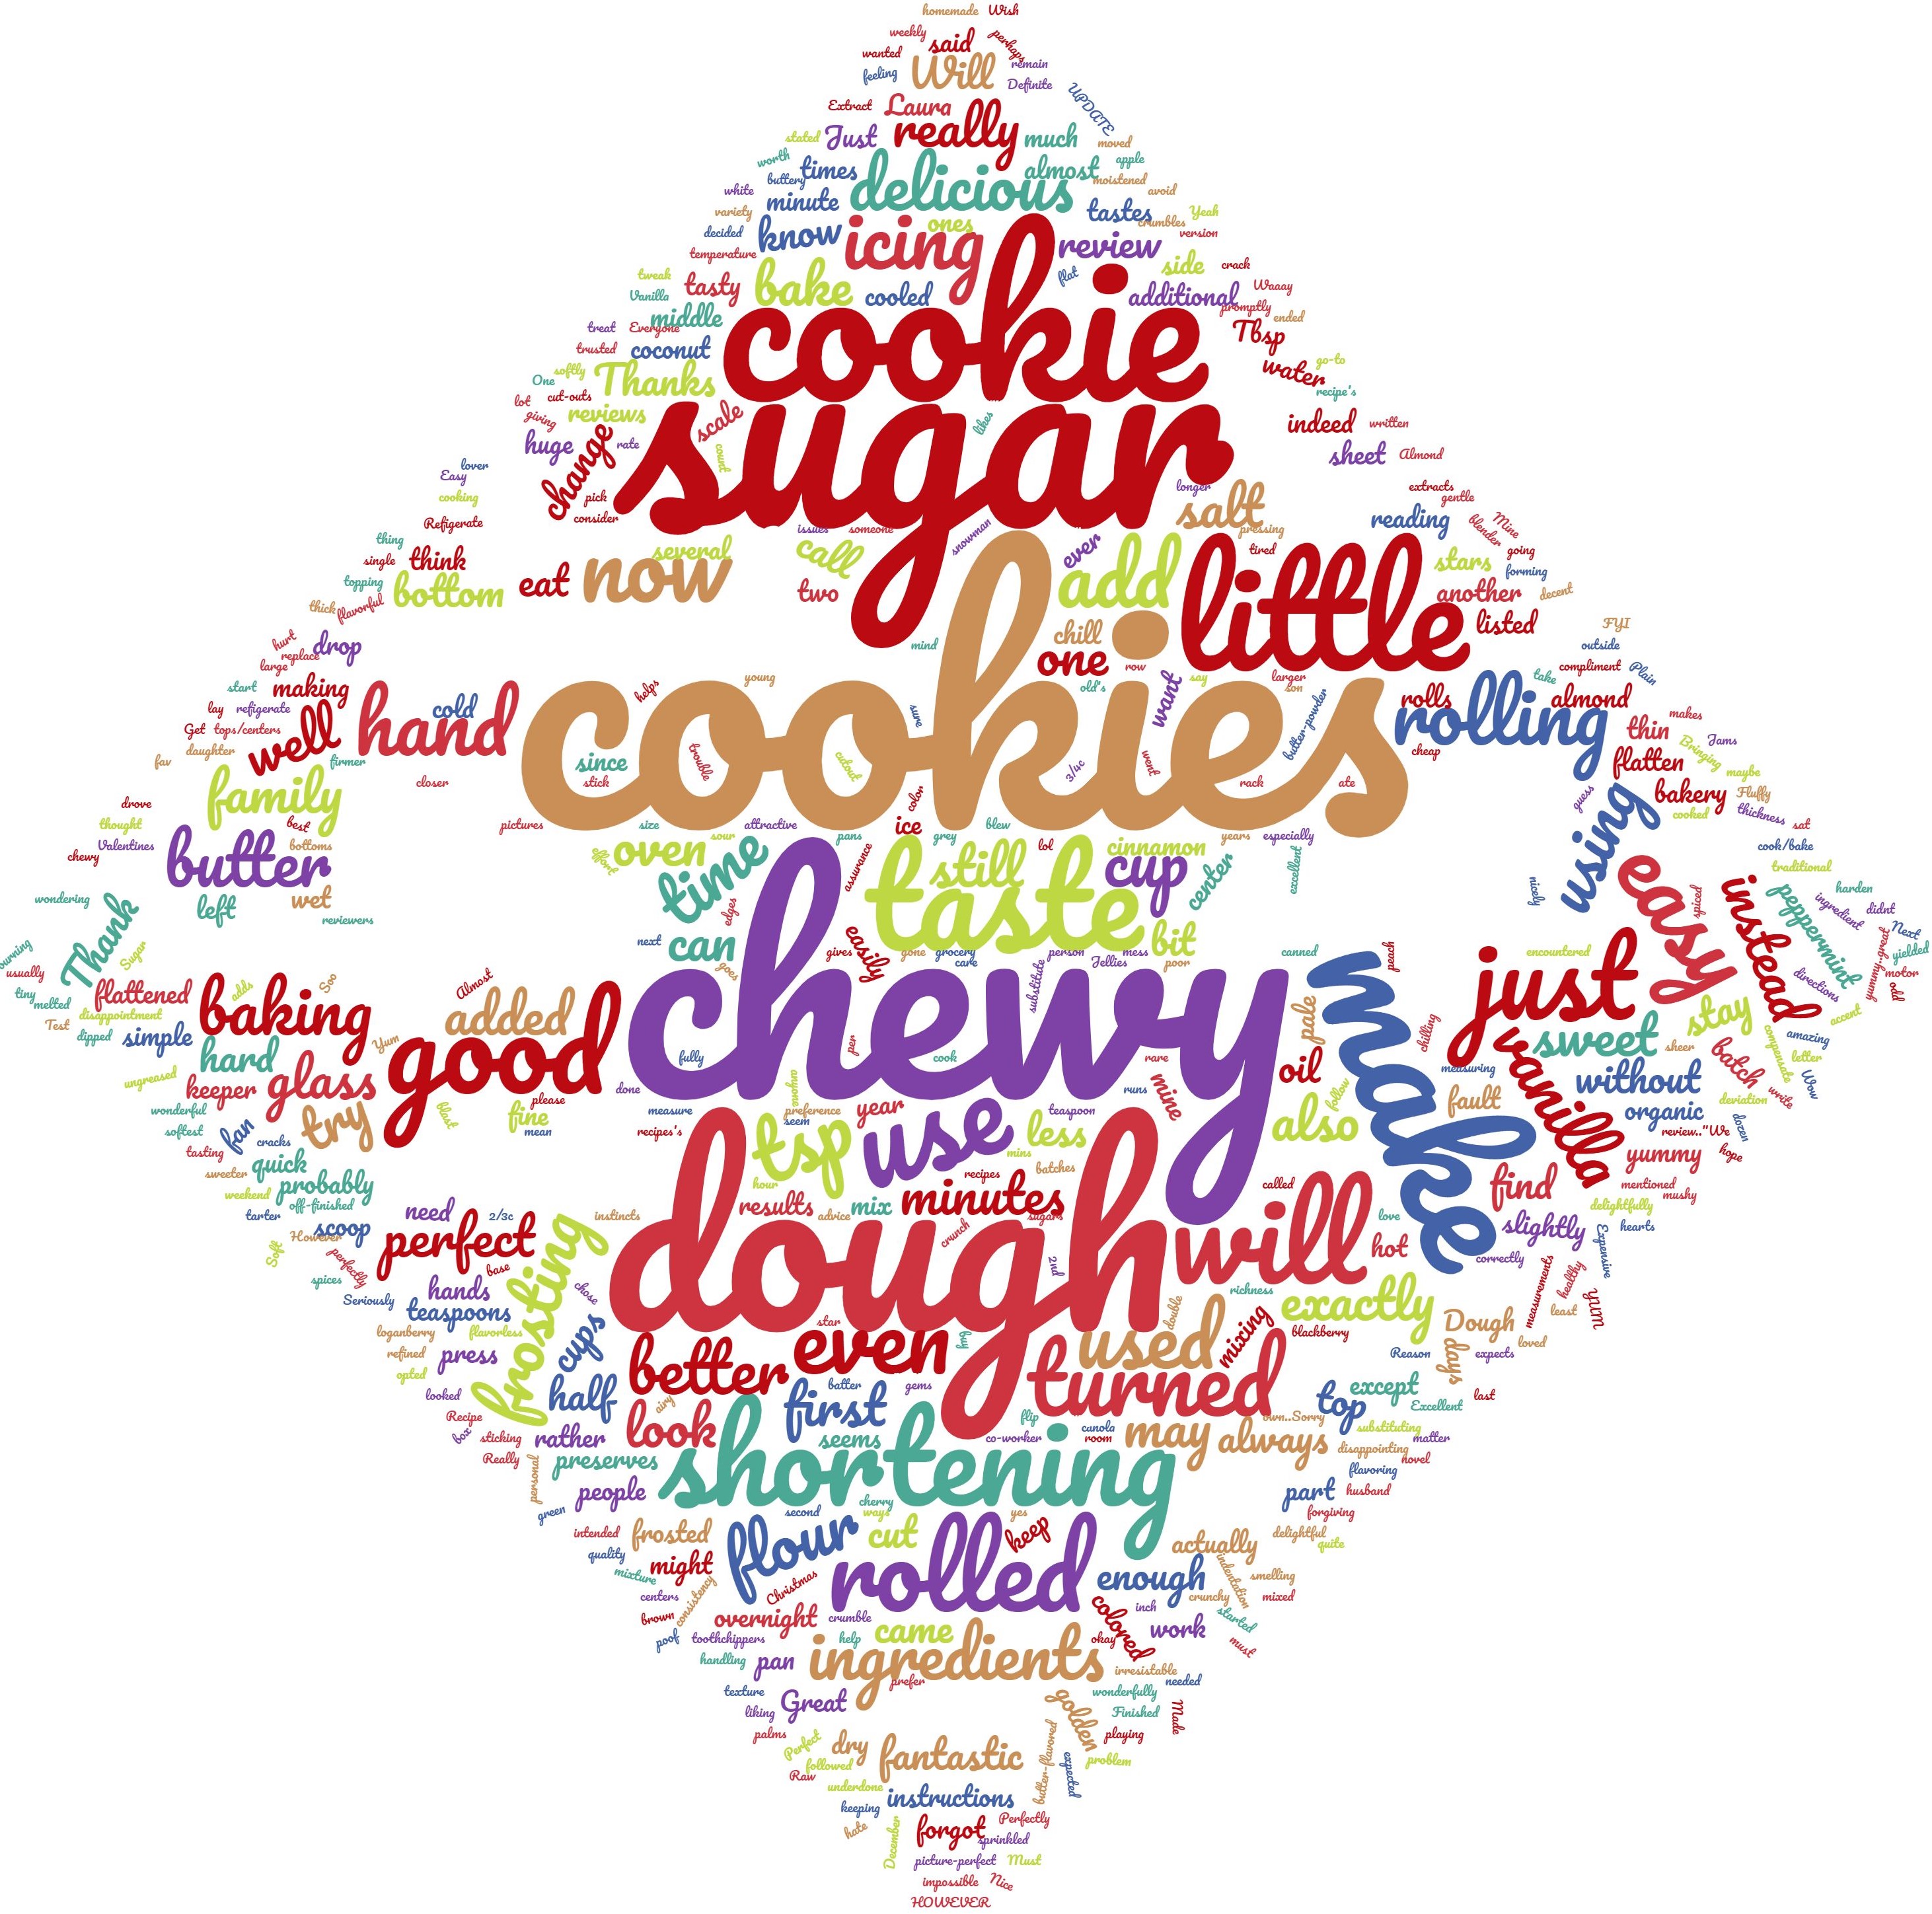 homemade Wish
weekly said perhaps
wanted Will remain
feeling Definite
Extract Laura UPDATE
stated Just really much moved
worth times delicious almost apple
buttery moistened
white minute avoid
variety tastes Yeah
decided know icing ones review crumbles version
temperature flat side crack
tweak tasty bake cooled additional Waaay
Vanilla middle promptly ended
treat Everyone cookie Tbsp
trusted coconut water go-to
One softly Thanks recipe's
lot cut-outs reviews scale sugar likes indeed written
giving huge change rate count sheet Almond
lover
Easy
cooking pick longer salt extracts gentle
Refigerate consider issues someone snowman pressing reading blender Mine
thing several call ever tired stars going
single think eat now two add little forming
topping bottom another decent
thick flavorful chill listed FYI
hurt replace drop mind one row outside
large compliment Plain
start making helps young old's want say larger son take
lay refigerate cold cookies rolls almond
Get tops/centers well hand sure butter-powder rolling thin makes
daughter Bringing Jams
fav firmer since trouble cutout 3/4c went cheap flatten maybe
family closer stick rack ate guess bakery Fluffy
drove color cooked thickness
thought best pictures size sour attractive pans ice grey blew years especially using sat
Valentines bottoms effort oven time lol cinnamon cook/bake
chewy butter assurance still cup center excellent easy traditional
wondering left wet edges taste nicely spiced instead peppermint harden
Thank reviewers ingredient didnt
owning Sugar next can easily bit canned peach encountered Next
usually goes gives gone grocery care person Jellies mess poor yummy..great yielded
tiny melted flattened adds Soo Almost substitute make just directions motor odd
Test disappointment baking added chewy pale stay accent
dipped simple Yum good fully per cook rare chilling vanilla sweet sheer compensate amazing
hard oil measuring batch letter
ungreased keeper glass done anyone runs mine follow without Wow
wonderful try blast please measure preference year teaspoon fault deviation write
softest fan fine mean seem use less also organic dozen
tasting cracks recipe's tsp mins review.."We hope
sweeter quick hour recipes batches yummy
weekend probably minutes called find mentioned mushy
off-finished results mix
tarter need 2/3c instincts advice sugars will love slightly delightfully hearts
However scoop perfect crunch hot Expensive
Soft perfectly base frosting dough 2nd correctly
spices hands chose richness measurements healthy
Seriously teaspoons double exactly least YUM
loganberry flavorless cups star buy mixing blackberry Dough loved
refined press better even used Reason days expects
opted batter gems
looked half first turned top except last
Recipe airy flip Excellent
box sticking rather look seems co-worker canola room may own..Sorry substituting matter
Really always disappointing
personal preserves shortening novel
people cherry flavoring
green second ways yes part husband
intended frosted flour cut keep forgiving
quality might actually delightful quite
mixture rolled enough indentation smelling
centers consistency Christmas inch crunchy mixed
brown overnight crumble colored started
poof toothchippers help came okay work must
handling pan ingredients irresistable
texture prefer wonderfully needed
liking Great golden Finished Made
palms playing
Perfect dry fantastic problem
followed butter-flavored expected
Raw underdone
keeping instructions
hate forgot Perfectly
December sprinkled
picture-perfect Must
impossible Nice
HOWEVER